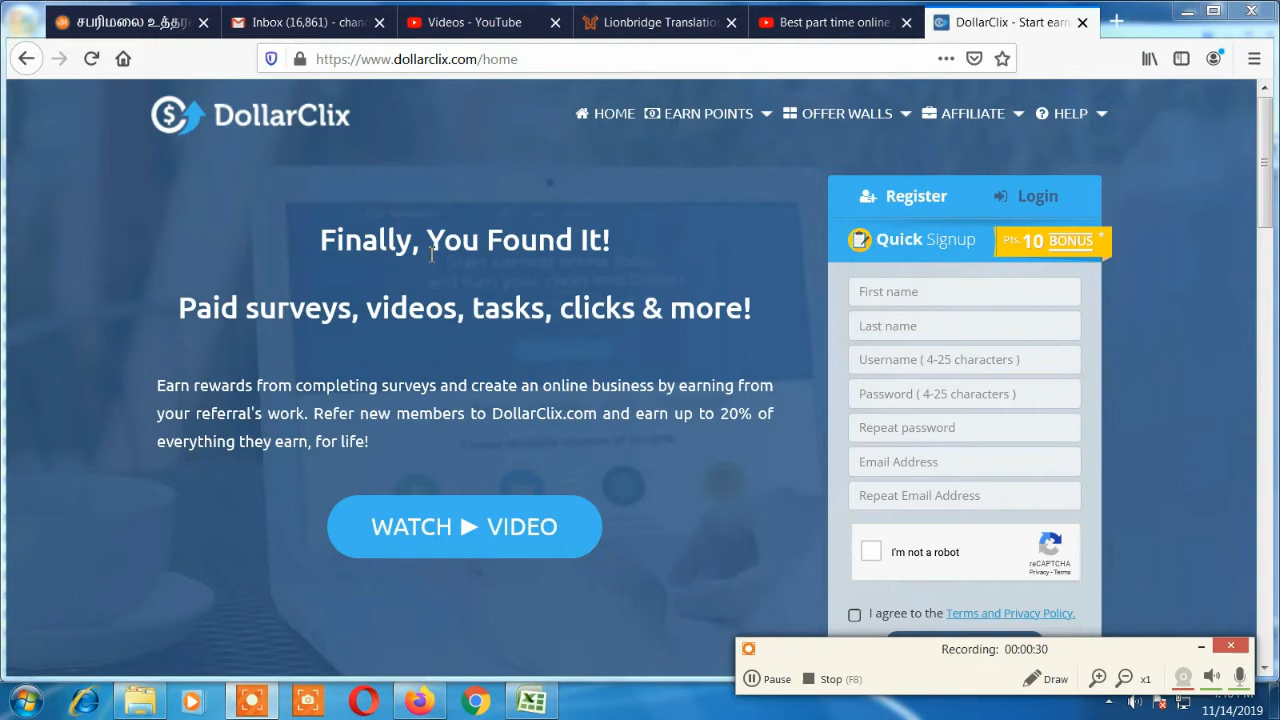 சபரிமலை உத்தர
Inbox (16,861) - chand
Videos - YouTube
Lionbridge Translation
Best part time online
DollarClix - Start earn
https://www.dollarclix.com/home
DollarClix
HOME
EARN POINTS
OFFER WALLS
AFFILIATE
HELP
Finally, You Found It!
Paid surveys, videos, tasks, clicks & more!
Earn rewards from completing surveys and create an online business by earning from
your referral's work. Refer new members to DollarClix.com and earn up to 20% of
everything they earn, for life!
WATCH ► VIDEO
Register
Login
Quick Signup
Pts. 10 BONUS *
First name
Last name
Username ( 4-25 characters )
Password ( 4-25 characters )
Repeat password
Email Address
Repeat Email Address
I'm not a robot
reCAPTCHA
Privacy - Terms
I agree to the Terms and Privacy Policy.
Recording: 00:00:30
Pause
Stop (F8)
Draw
x1
11/14/2019